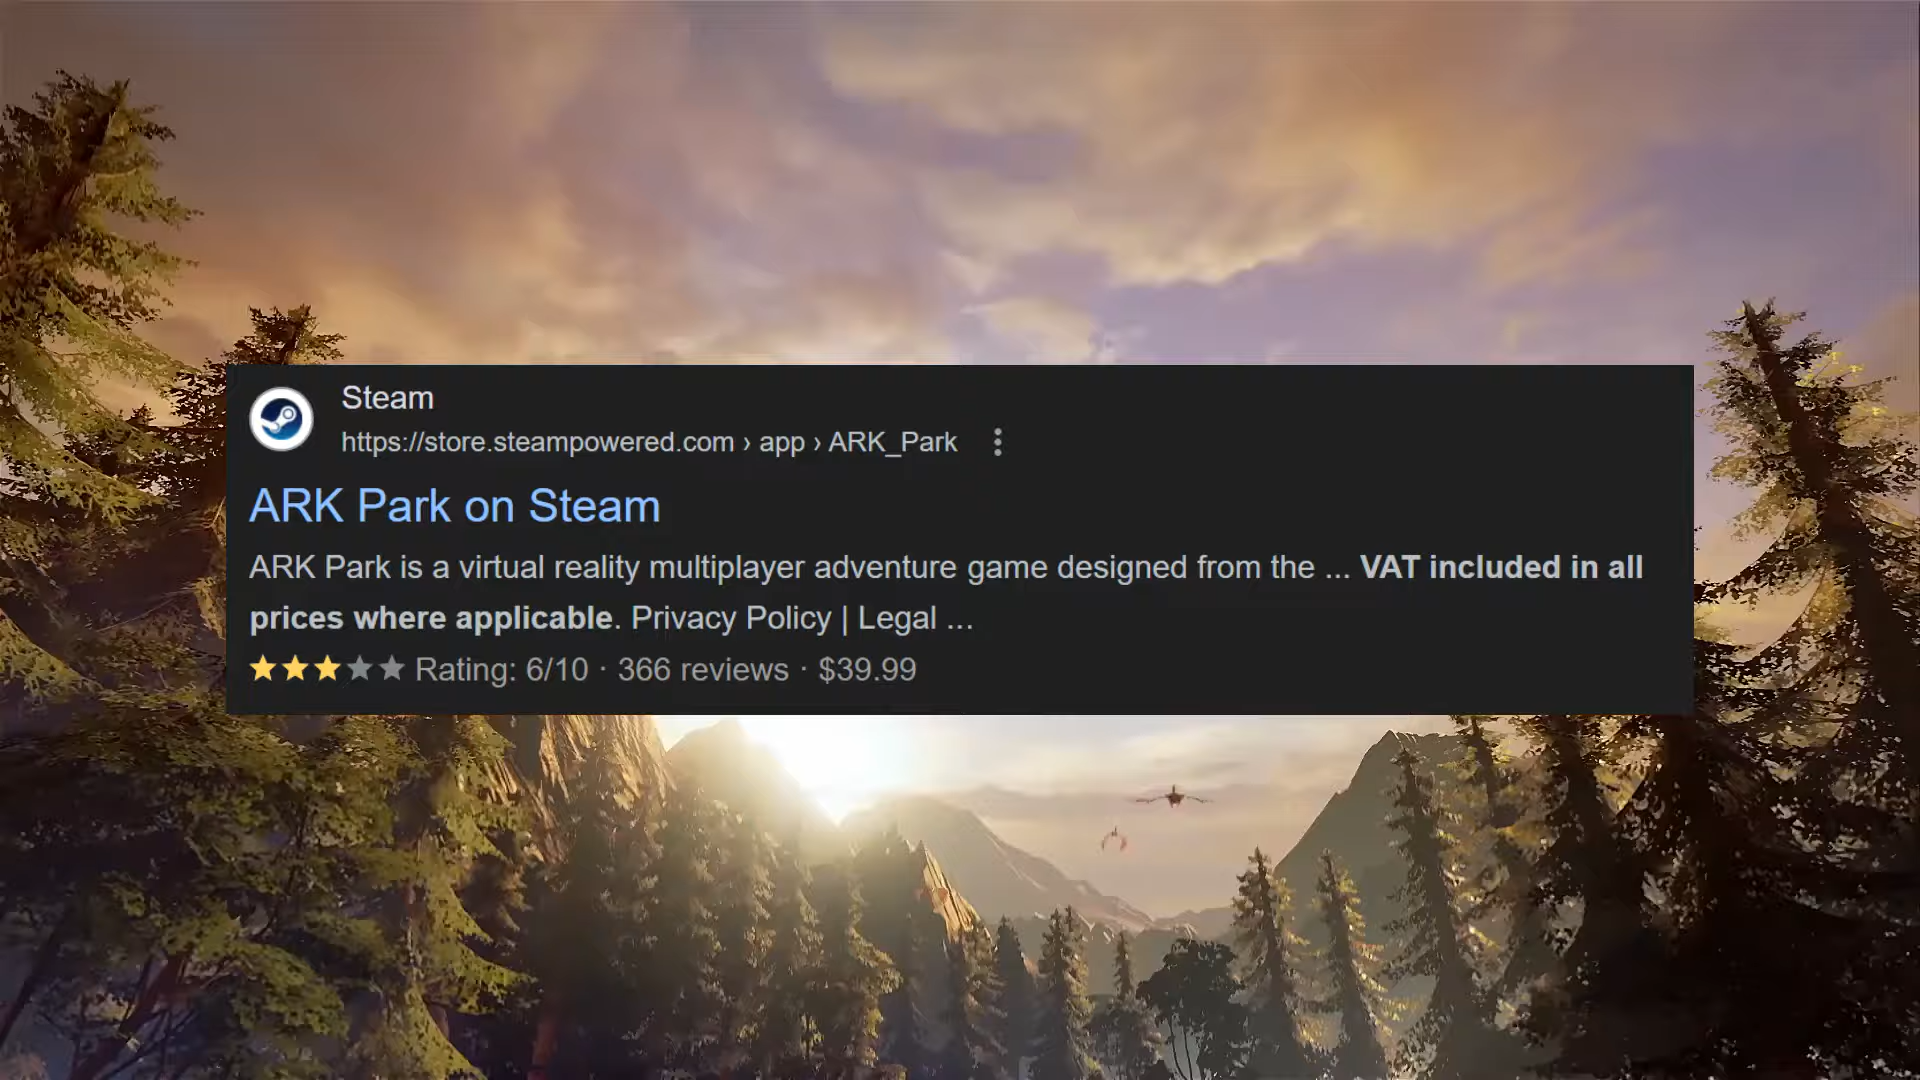 Steam
https://store.steampowered.com › app › ARK_Park
ARK Park on Steam
ARK Park is a virtual reality multiplayer adventure game designed from the ... VAT included in all
prices where applicable. Privacy Policy | Legal ...
Rating: 6/10 · 366 reviews · $39.99